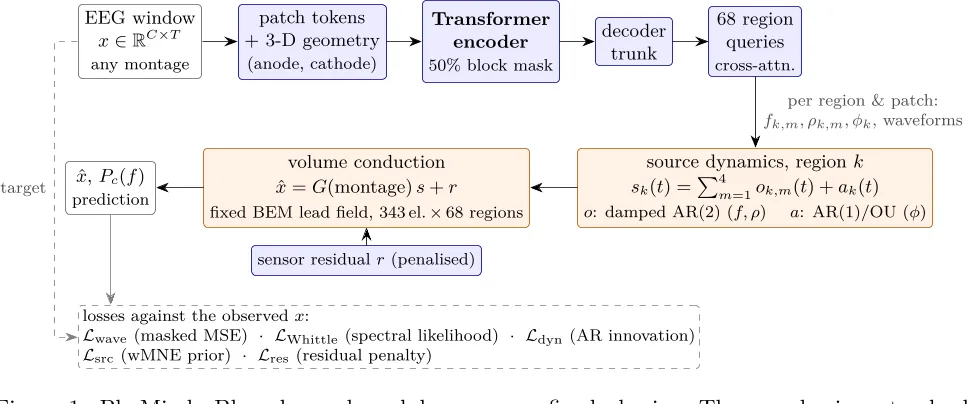 EEG window
x ∈ ℝ^{C×T}
any montage
patch tokens
+ 3-D geometry
(anode, cathode)
Transformer
encoder
50% block mask
decoder
trunk
68 region
queries
cross-attn.
per region & patch:
f_{k,m}, ρ_{k,m}, ϕ_k, waveforms
source dynamics, region k
s_k(t) = ∑_{m=1}^{4} o_{k,m}(t) + a_k(t)
o: damped AR(2) (f, ρ) a: AR(1)/OU (ϕ)
volume conduction
x̂ = G(montage) s + r
fixed BEM lead field, 343 el. × 68 regions
sensor residual r (penalised)
x̂, P_c(f)
prediction
target
losses against the observed x:
ℒ_wave (masked MSE) · ℒ_Whittle (spectral likelihood) · ℒ_dyn (AR innovation)
ℒ_src (wMNE prior) · ℒ_res (residual penalty)